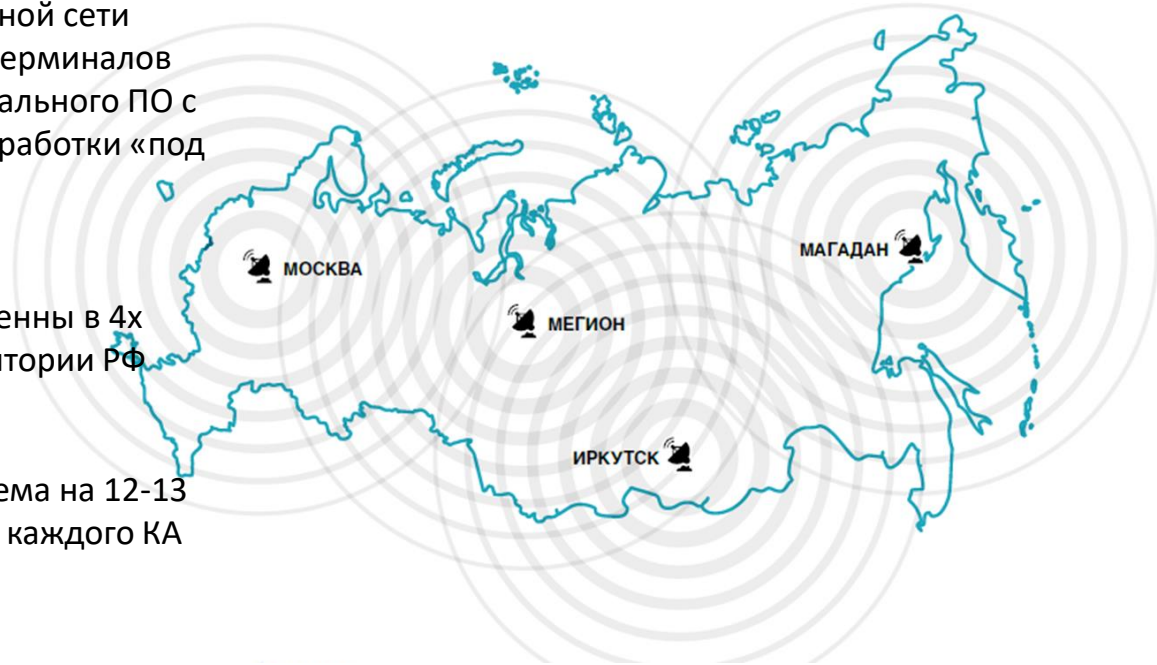 ной сети
ерминалов
ального ПО с
работки «под
енны в 4х
итории РФ
ема на 12-13
каждого КА
МОСКВА
МЕГИОН
ИРКУТСК
МАГАДАН